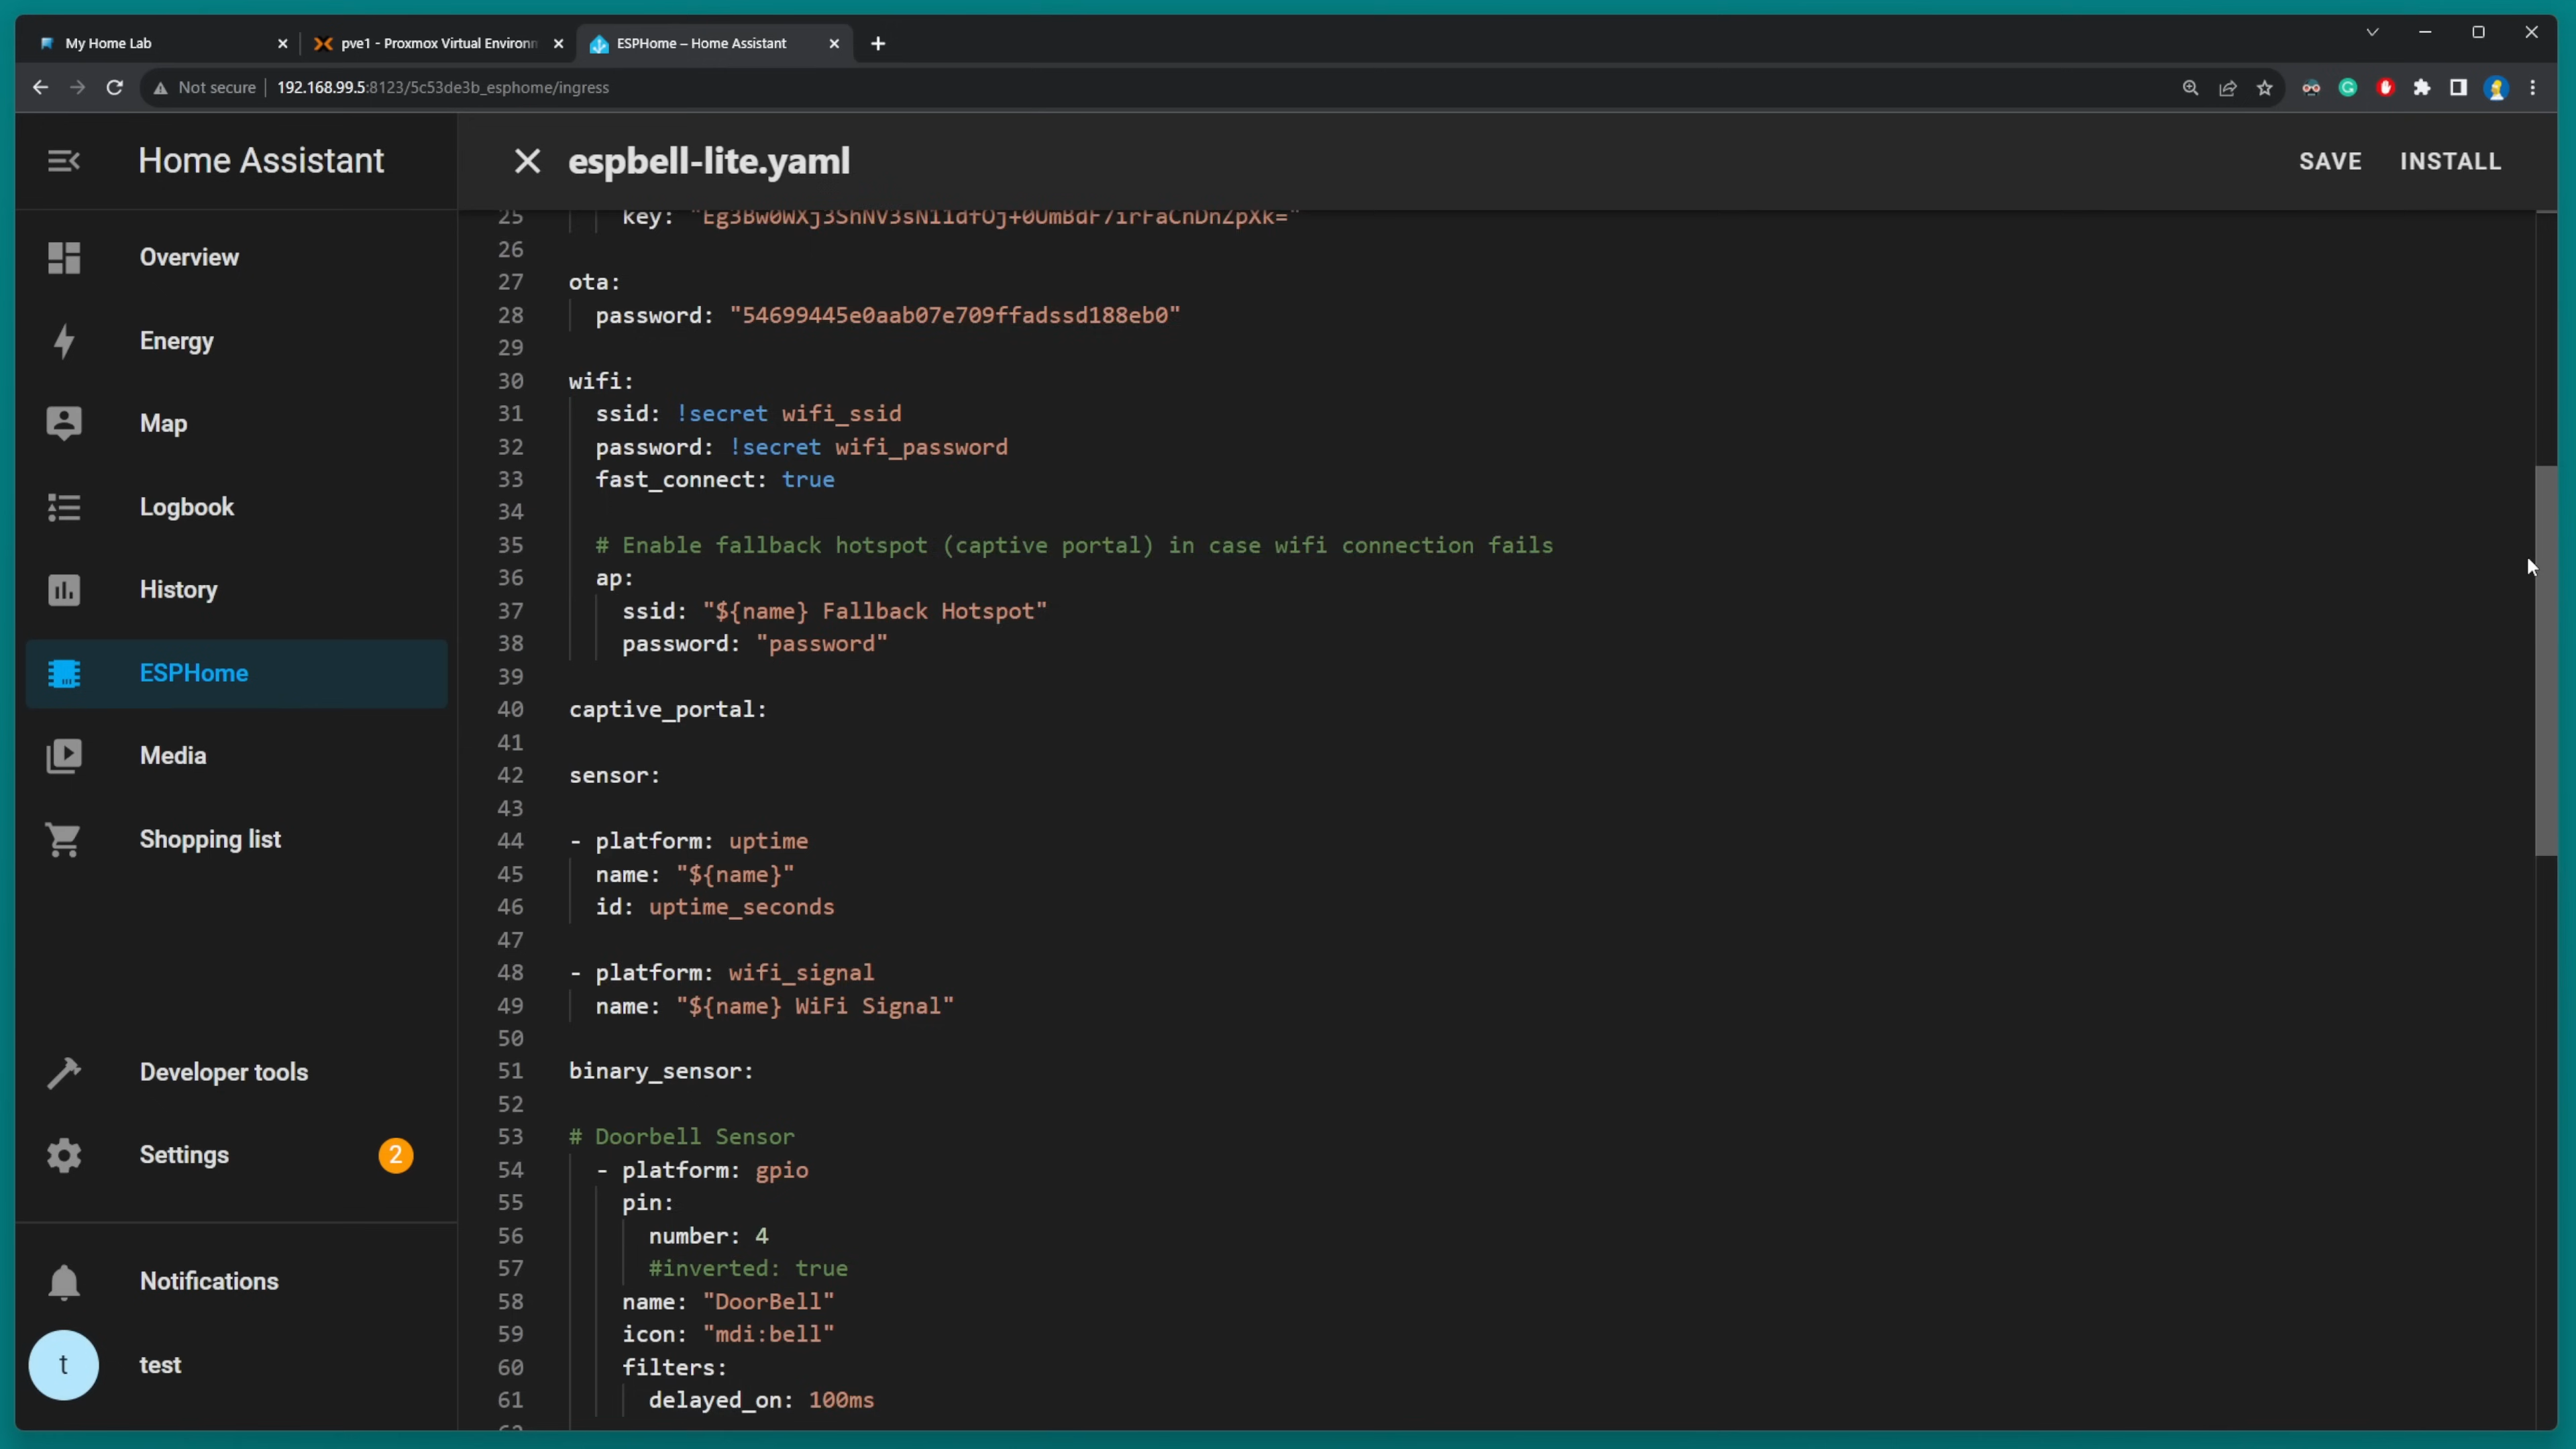 My Home Lab
pve1 - Proxmox Virtual Environm
ESPHome – Home Assistant
Not secure
192.168.99.5:8123/5c53de3b_esphome/ingress
Home Assistant
espbell-lite.yaml
SAVE
INSTALL
Overview
Energy
Map
Logbook
History
ESPHome
Media
Shopping list
Developer tools
Settings
2
Notifications
t
test
25 key:
26
27 ota:
28 password: "54699445e0aab07e709ffadssd188eb0"
29
30 wifi:
31 ssid: !secret wifi_ssid
32 password: !secret wifi_password
33 fast_connect: true
34
35 # Enable fallback hotspot (captive portal) in case wifi connection fails
36 ap:
37 ssid: "${name} Fallback Hotspot"
38 password: "password"
39
40 captive_portal:
41
42 sensor:
43
44 - platform: uptime
45 name: "${name}"
46 id: uptime_seconds
47
48 - platform: wifi_signal
49 name: "${name} WiFi Signal"
50
51 binary_sensor:
52
53 # Doorbell Sensor
54 - platform: gpio
55 pin:
56 number: 4
57 #inverted: true
58 name: "DoorBell"
59 icon: "mdi:bell"
60 filters:
61 delayed_on: 100ms